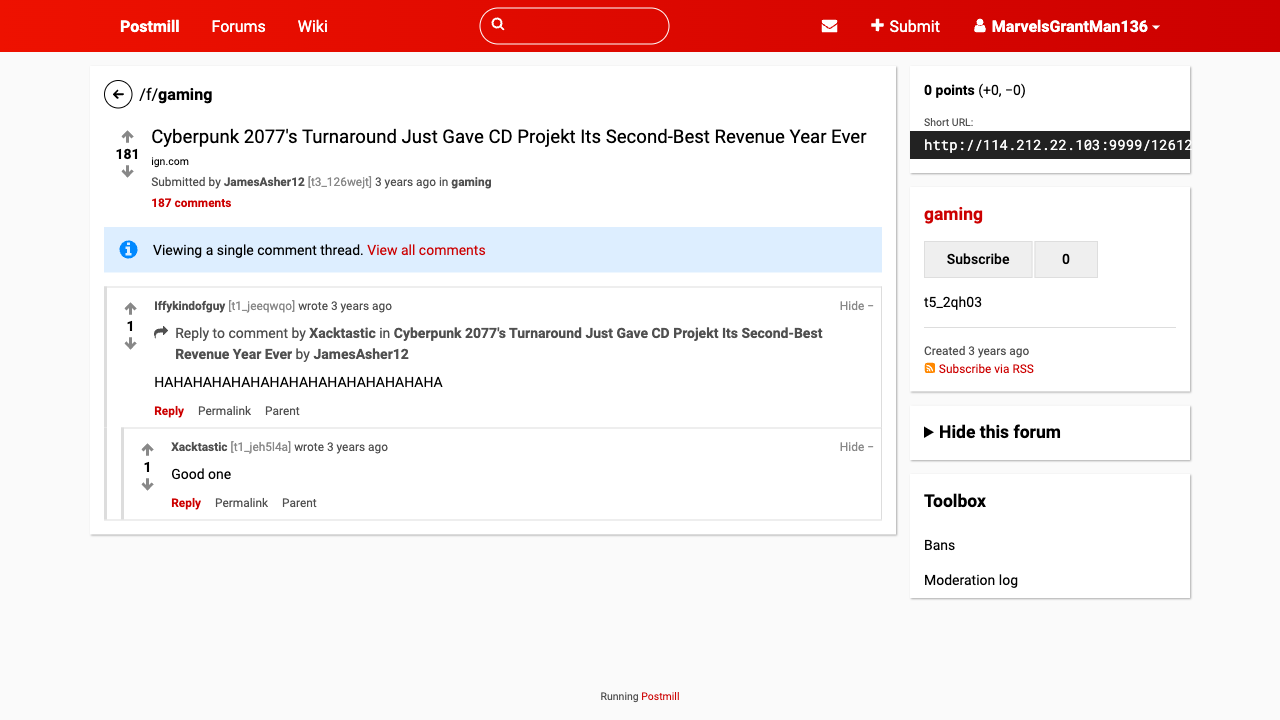 Postmill Forums Wiki Submit MarvelsGrantMan136
/f/gaming
Cyberpunk 2077's Turnaround Just Gave CD Projekt Its Second-Best Revenue Year Ever
181
ign.com
Submitted by JamesAsher12 [t3_126wejt] 3 years ago in gaming
187 comments
Viewing a single comment thread. View all comments
Iffykindofguy [t1_jeeqwqo] wrote 3 years ago Hide −
1
Reply to comment by Xacktastic in Cyberpunk 2077's Turnaround Just Gave CD Projekt Its Second-Best
Revenue Year Ever by JamesAsher12
HAHAHAHAHAHAHAHAHAHAHAHAHAHAHA
Reply Permalink Parent
Xacktastic [t1_jeh5l4a] wrote 3 years ago Hide −
1
Good one
Reply Permalink Parent
0 points (+0, −0)
Short URL:
http://114.212.22.103:9999/12612
gaming
Subscribe 0
t5_2qh03
Created 3 years ago
Subscribe via RSS
Hide this forum
Toolbox
Bans
Moderation log
Running Postmill